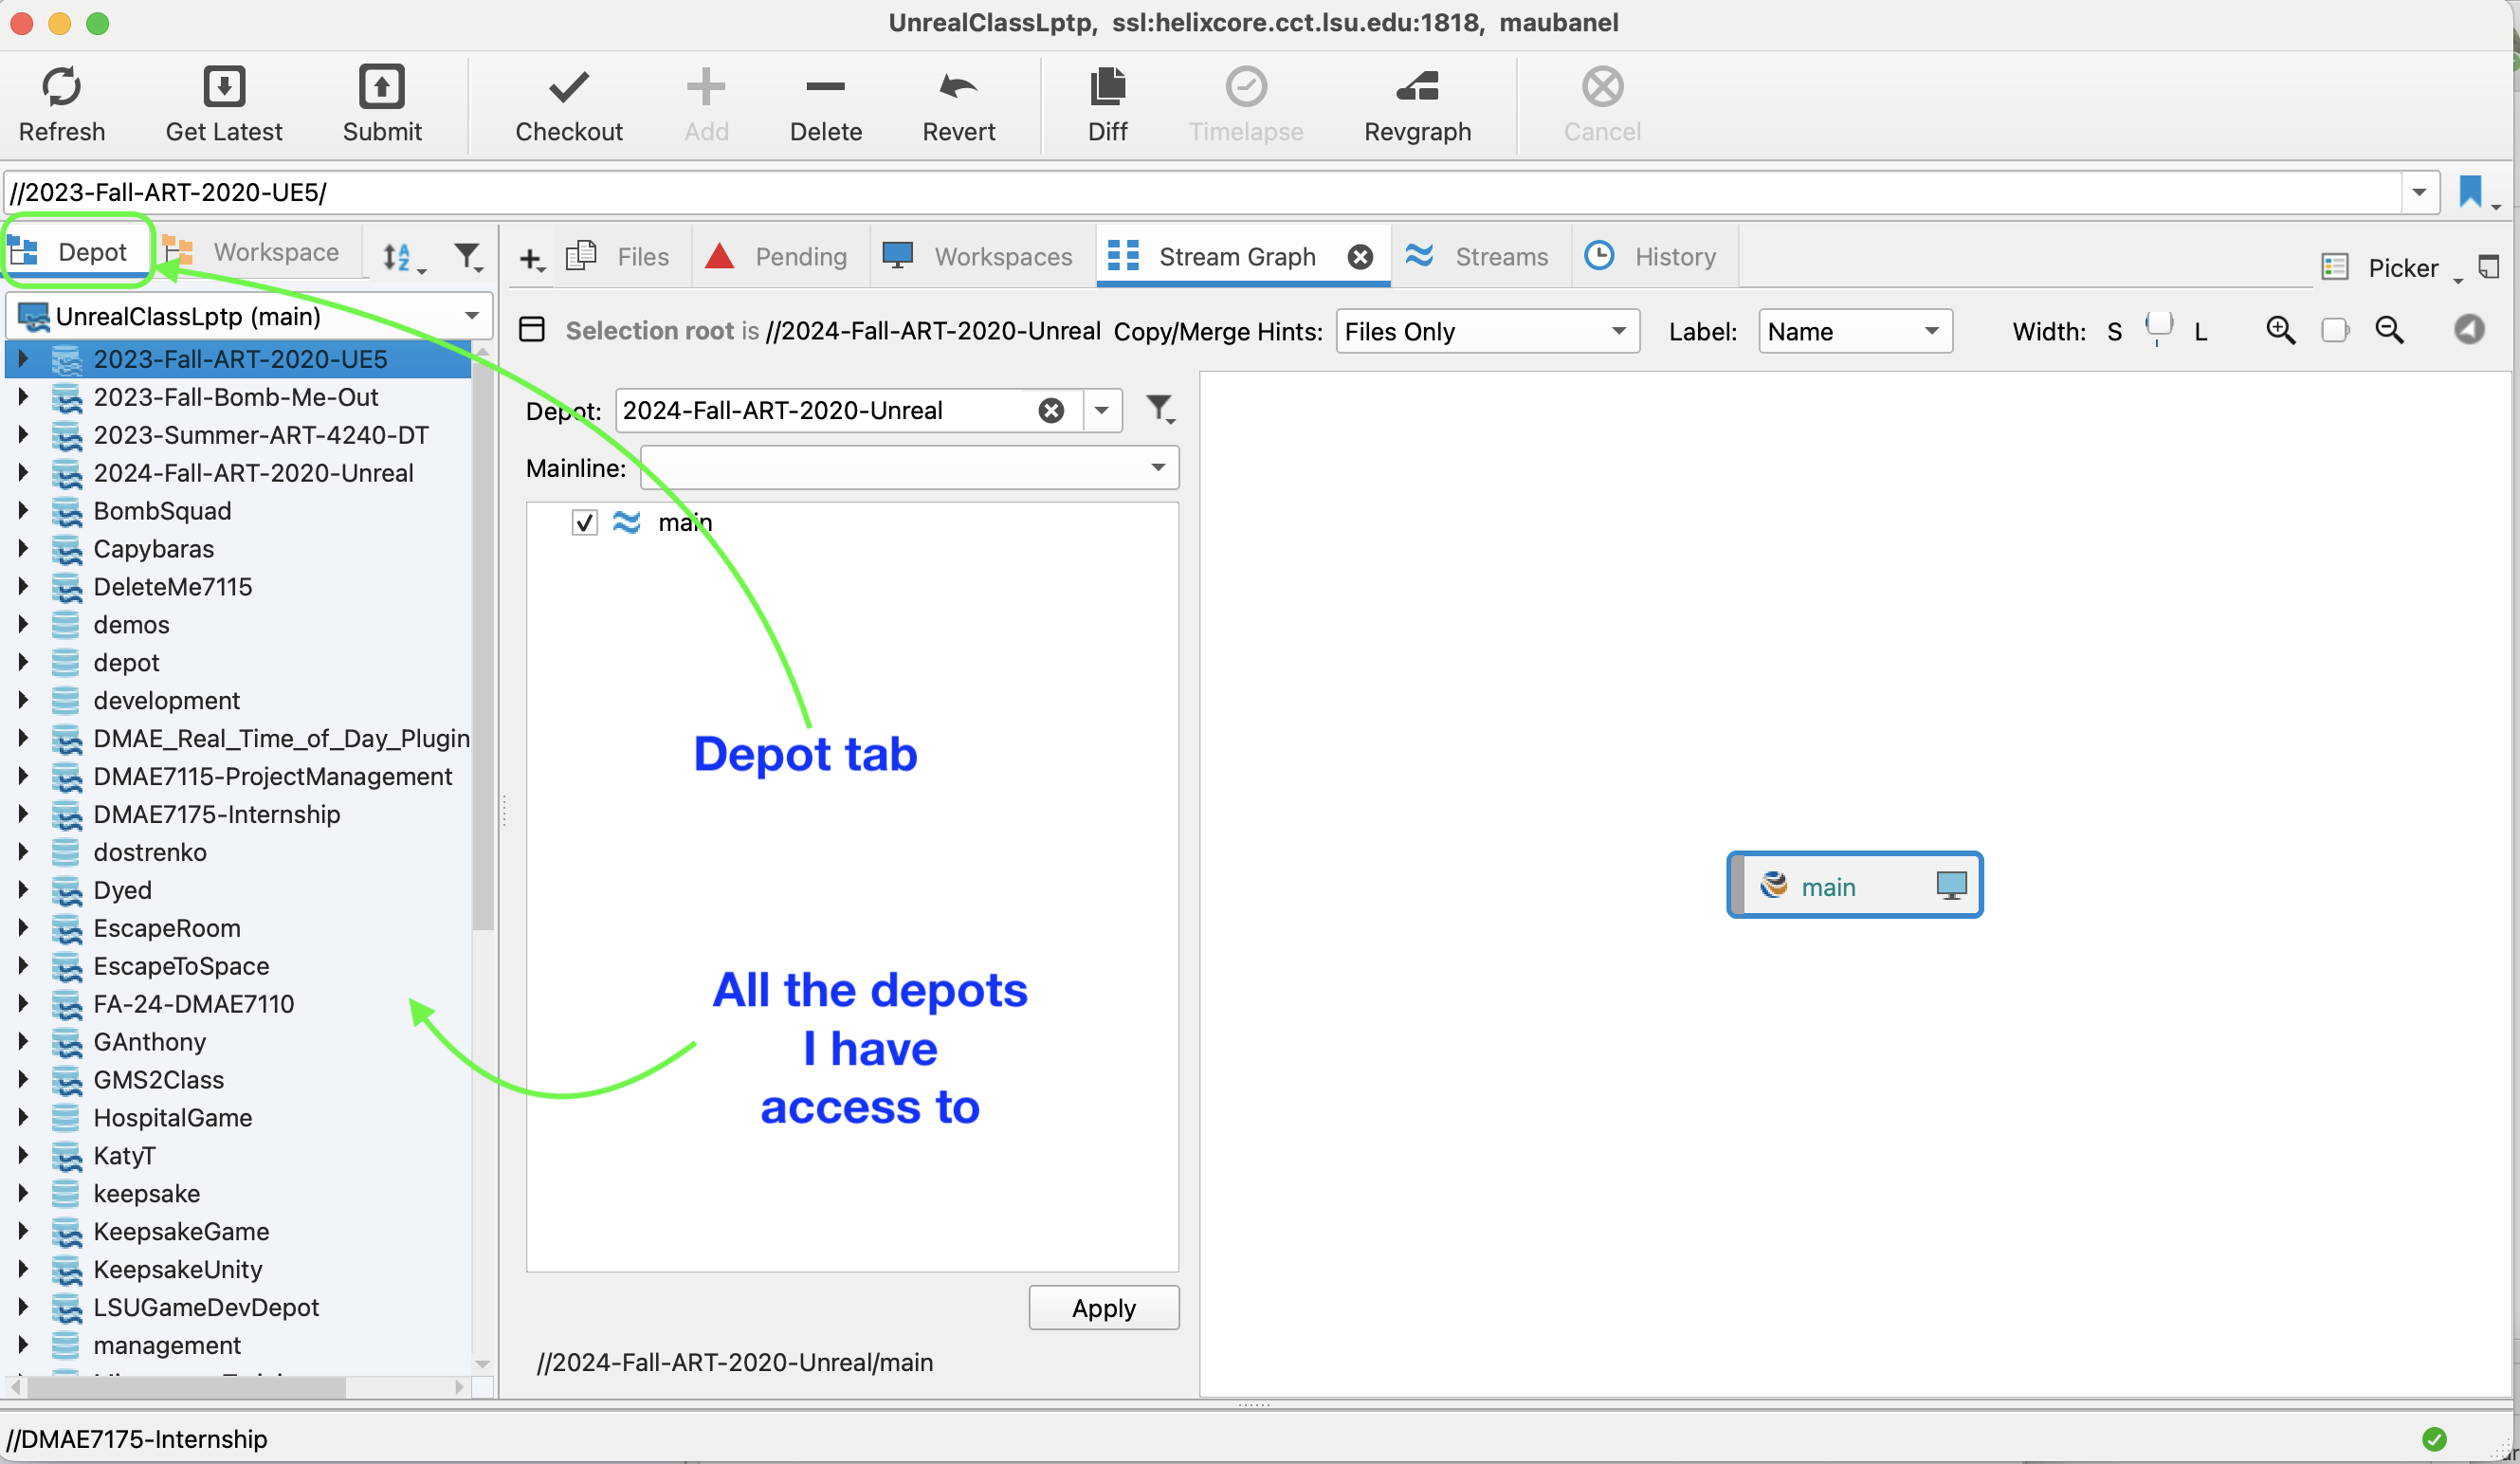 UnrealClassLptp, ssl:helixcore.cct.lsu.edu:1818, maubanel
Refresh Get Latest Submit Checkout Add Delete Revert Diff Timelapse Revgraph Cancel
//2023-Fall-ART-2020-UE5/
Depot Workspace Files Pending Workspaces Stream Graph Streams History Picker
UnrealClassLptp (main)
Selection root is //2024-Fall-ART-2020-Unreal Copy/Merge Hints: Files Only Label: Name Width: S L
2023-Fall-ART-2020-UE5
2023-Fall-Bomb-Me-Out
2023-Summer-ART-4240-DT
2024-Fall-ART-2020-Unreal
BombSquad
Capybaras
DeleteMe7115
demos
depot
development
DMAE_Real_Time_of_Day_Plugin
DMAE7115-ProjectManagement
DMAE7175-Internship
dostrenko
Dyed
EscapeRoom
EscapeToSpace
FA-24-DMAE7110
GAnthony
GMS2Class
HospitalGame
KatyT
keepsake
KeepsakeGame
KeepsakeUnity
LSUGameDevDepot
management
Depot: 2024-Fall-ART-2020-Unreal
Mainline:
main
Depot tab
All the depots
I have
access to
Apply
//2024-Fall-ART-2020-Unreal/main
main
//DMAE7175-Internship